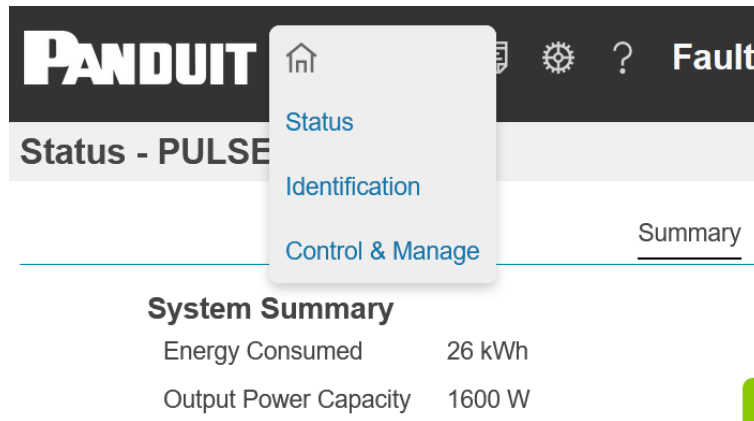 PANDUIT
? Fault
Status
Status - PULSE
Identification
Control & Manage
Summary
System Summary
Energy Consumed 26 kWh
Output Power Capacity 1600 W